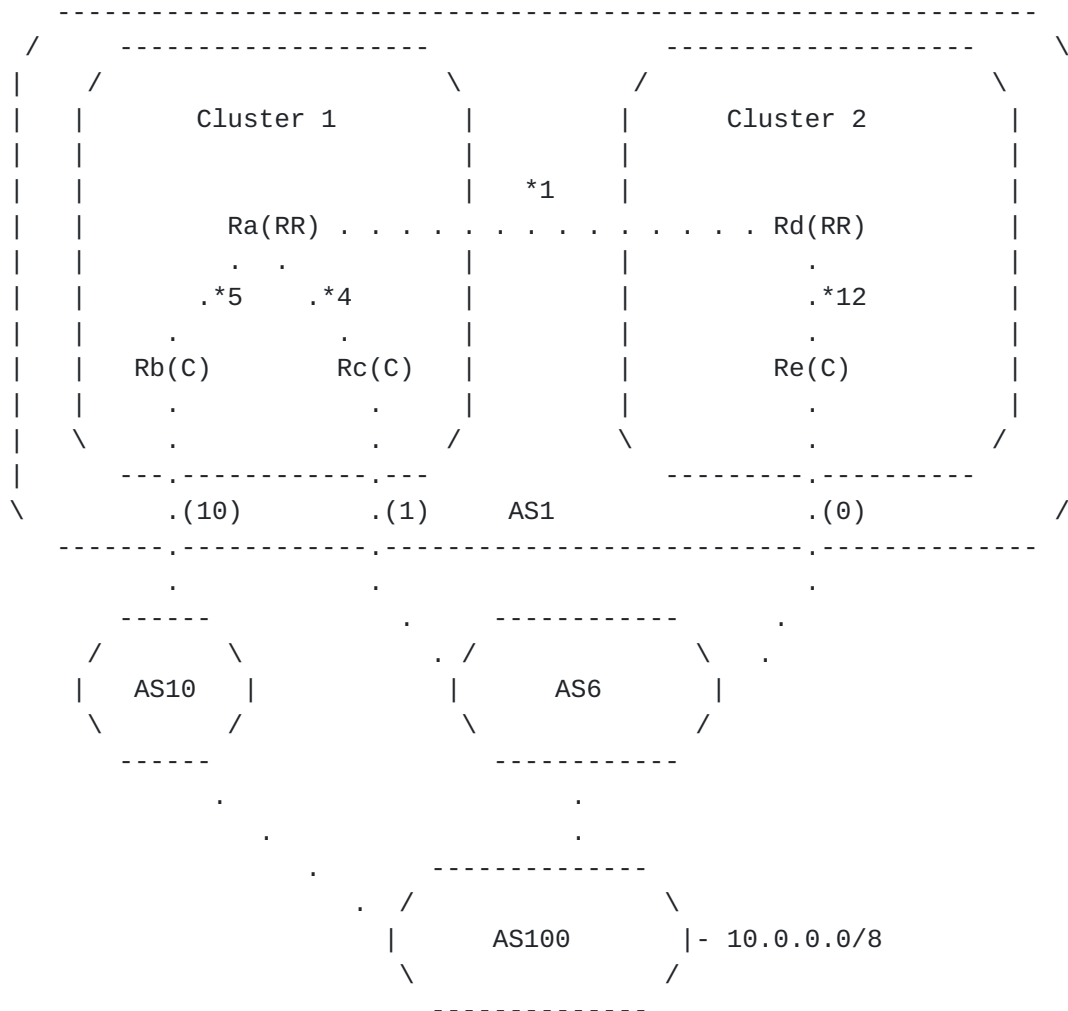 Cluster 1 Cluster 2
*1
Ra(RR) . . . . . . . . . . . . . . Rd(RR)
.*5 .*4 .*12
Rb(C) Rc(C) Re(C)
.(10) .(1) AS1 .(0)
AS10 AS6
AS100 |- 10.0.0.0/8